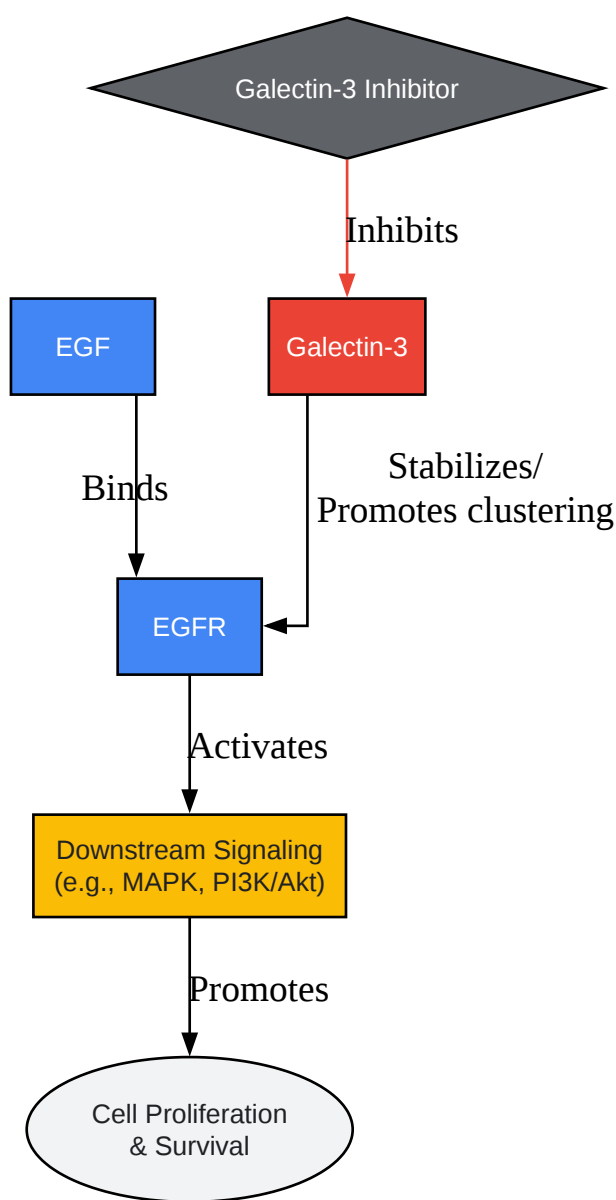 Galectin-3 Inhibitor
Inhibits
EGF
Galectin-3
Binds
Stabilizes/
Promotes clustering
EGFR
Activates
Downstream Signaling
(e.g., MAPK, PI3K/Akt)
Promotes
Cell Proliferation
& Survival